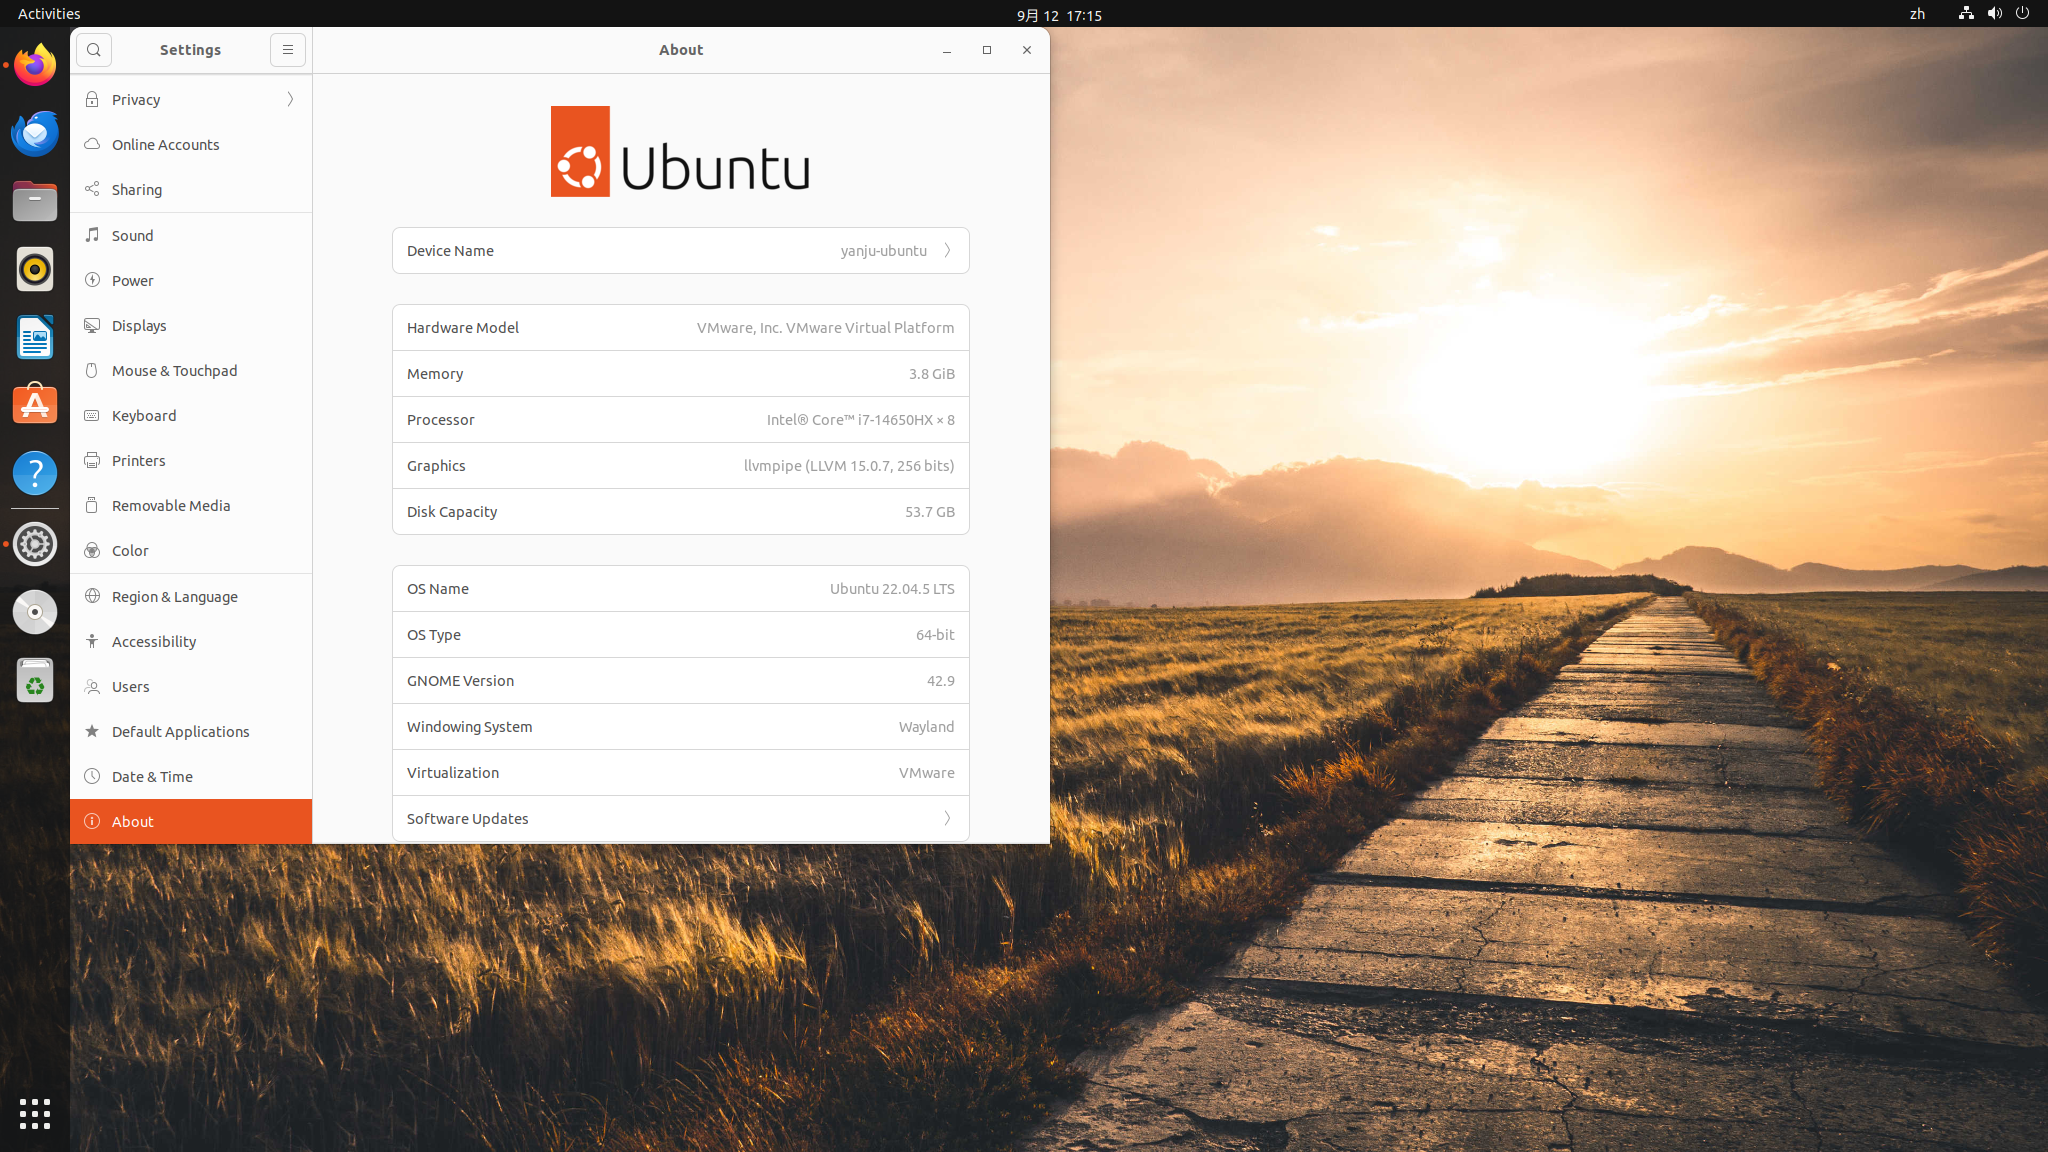 Activities
9月 12 17:15
zh
Settings
About
Privacy
Online Accounts
Sharing
Sound
Power
Displays
Mouse & Touchpad
Keyboard
Printers
Removable Media
Color
Region & Language
Accessibility
Users
Default Applications
Date & Time
About
Ubuntu
Device Name yanju-ubuntu
Hardware Model VMware, Inc. VMware Virtual Platform
Memory 3.8 GiB
Processor Intel® Core™ i7-14650HX × 8
Graphics llvmpipe (LLVM 15.0.7, 256 bits)
Disk Capacity 53.7 GB
OS Name Ubuntu 22.04.5 LTS
OS Type 64-bit
GNOME Version 42.9
Windowing System Wayland
Virtualization VMware
Software Updates